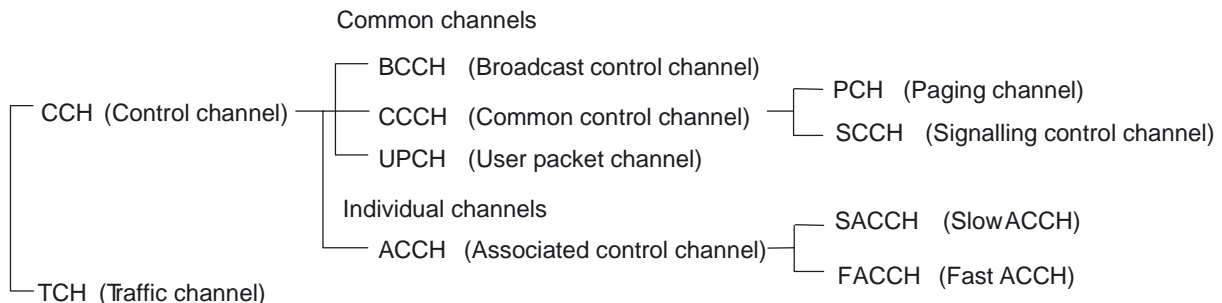 Common channels
BCCH (Broadcast control channel)
PCH (Paging channel)
CCH (Control channel)
CCCH (Common control channel)
SCCH (Signalling control channel)
UPCH (User packet channel)
Individual channels
SACCH (Slow ACCH)
ACCH (Associated control channel)
FACCH (Fast ACCH)
TCH (Traffic channel)